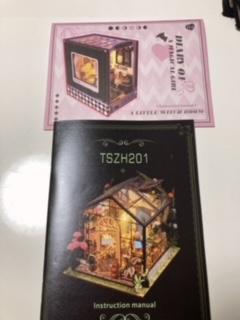 DIARY OF
A MAGICAL GIRL
A LITTLE WITCH ROOM
TSZH201
Instruction manual